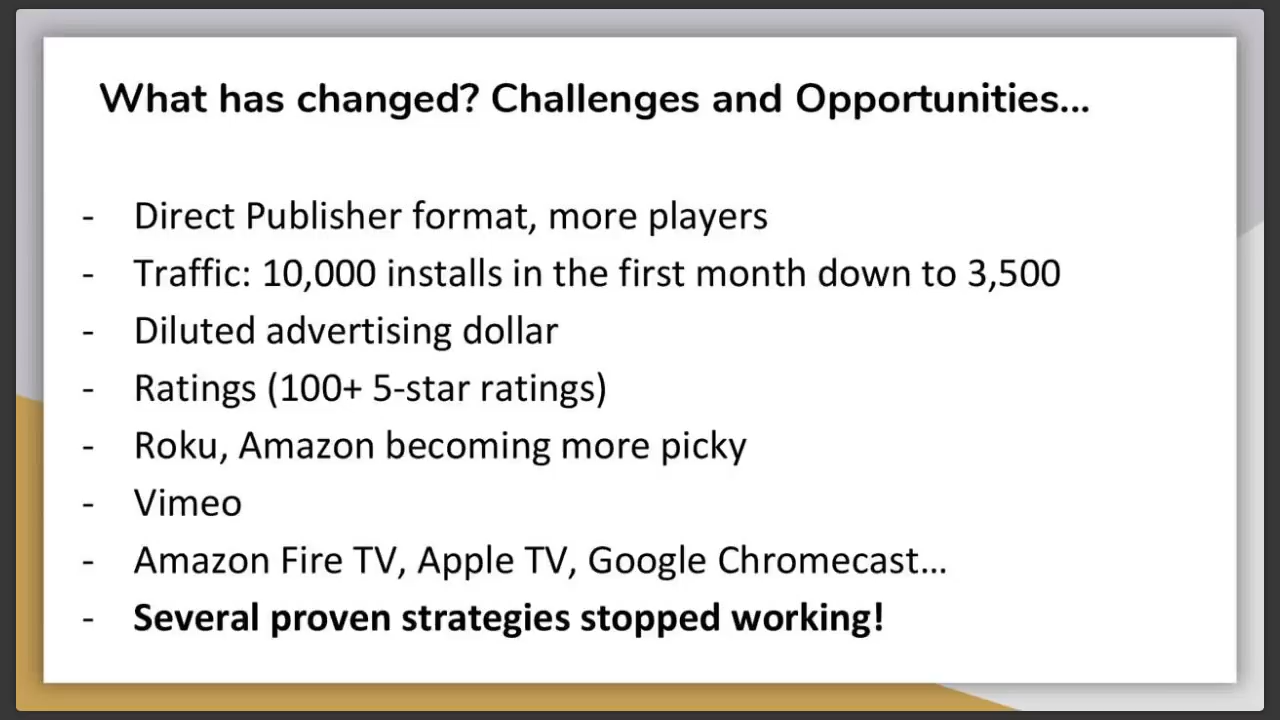 What has changed? Challenges and Opportunities...
- Direct Publisher format, more players
- Traffic: 10,000 installs in the first month down to 3,500
- Diluted advertising dollar
- Ratings (100+ 5-star ratings)
- Roku, Amazon becoming more picky
- Vimeo
- Amazon Fire TV, Apple TV, Google Chromecast...
- Several proven strategies stopped working!